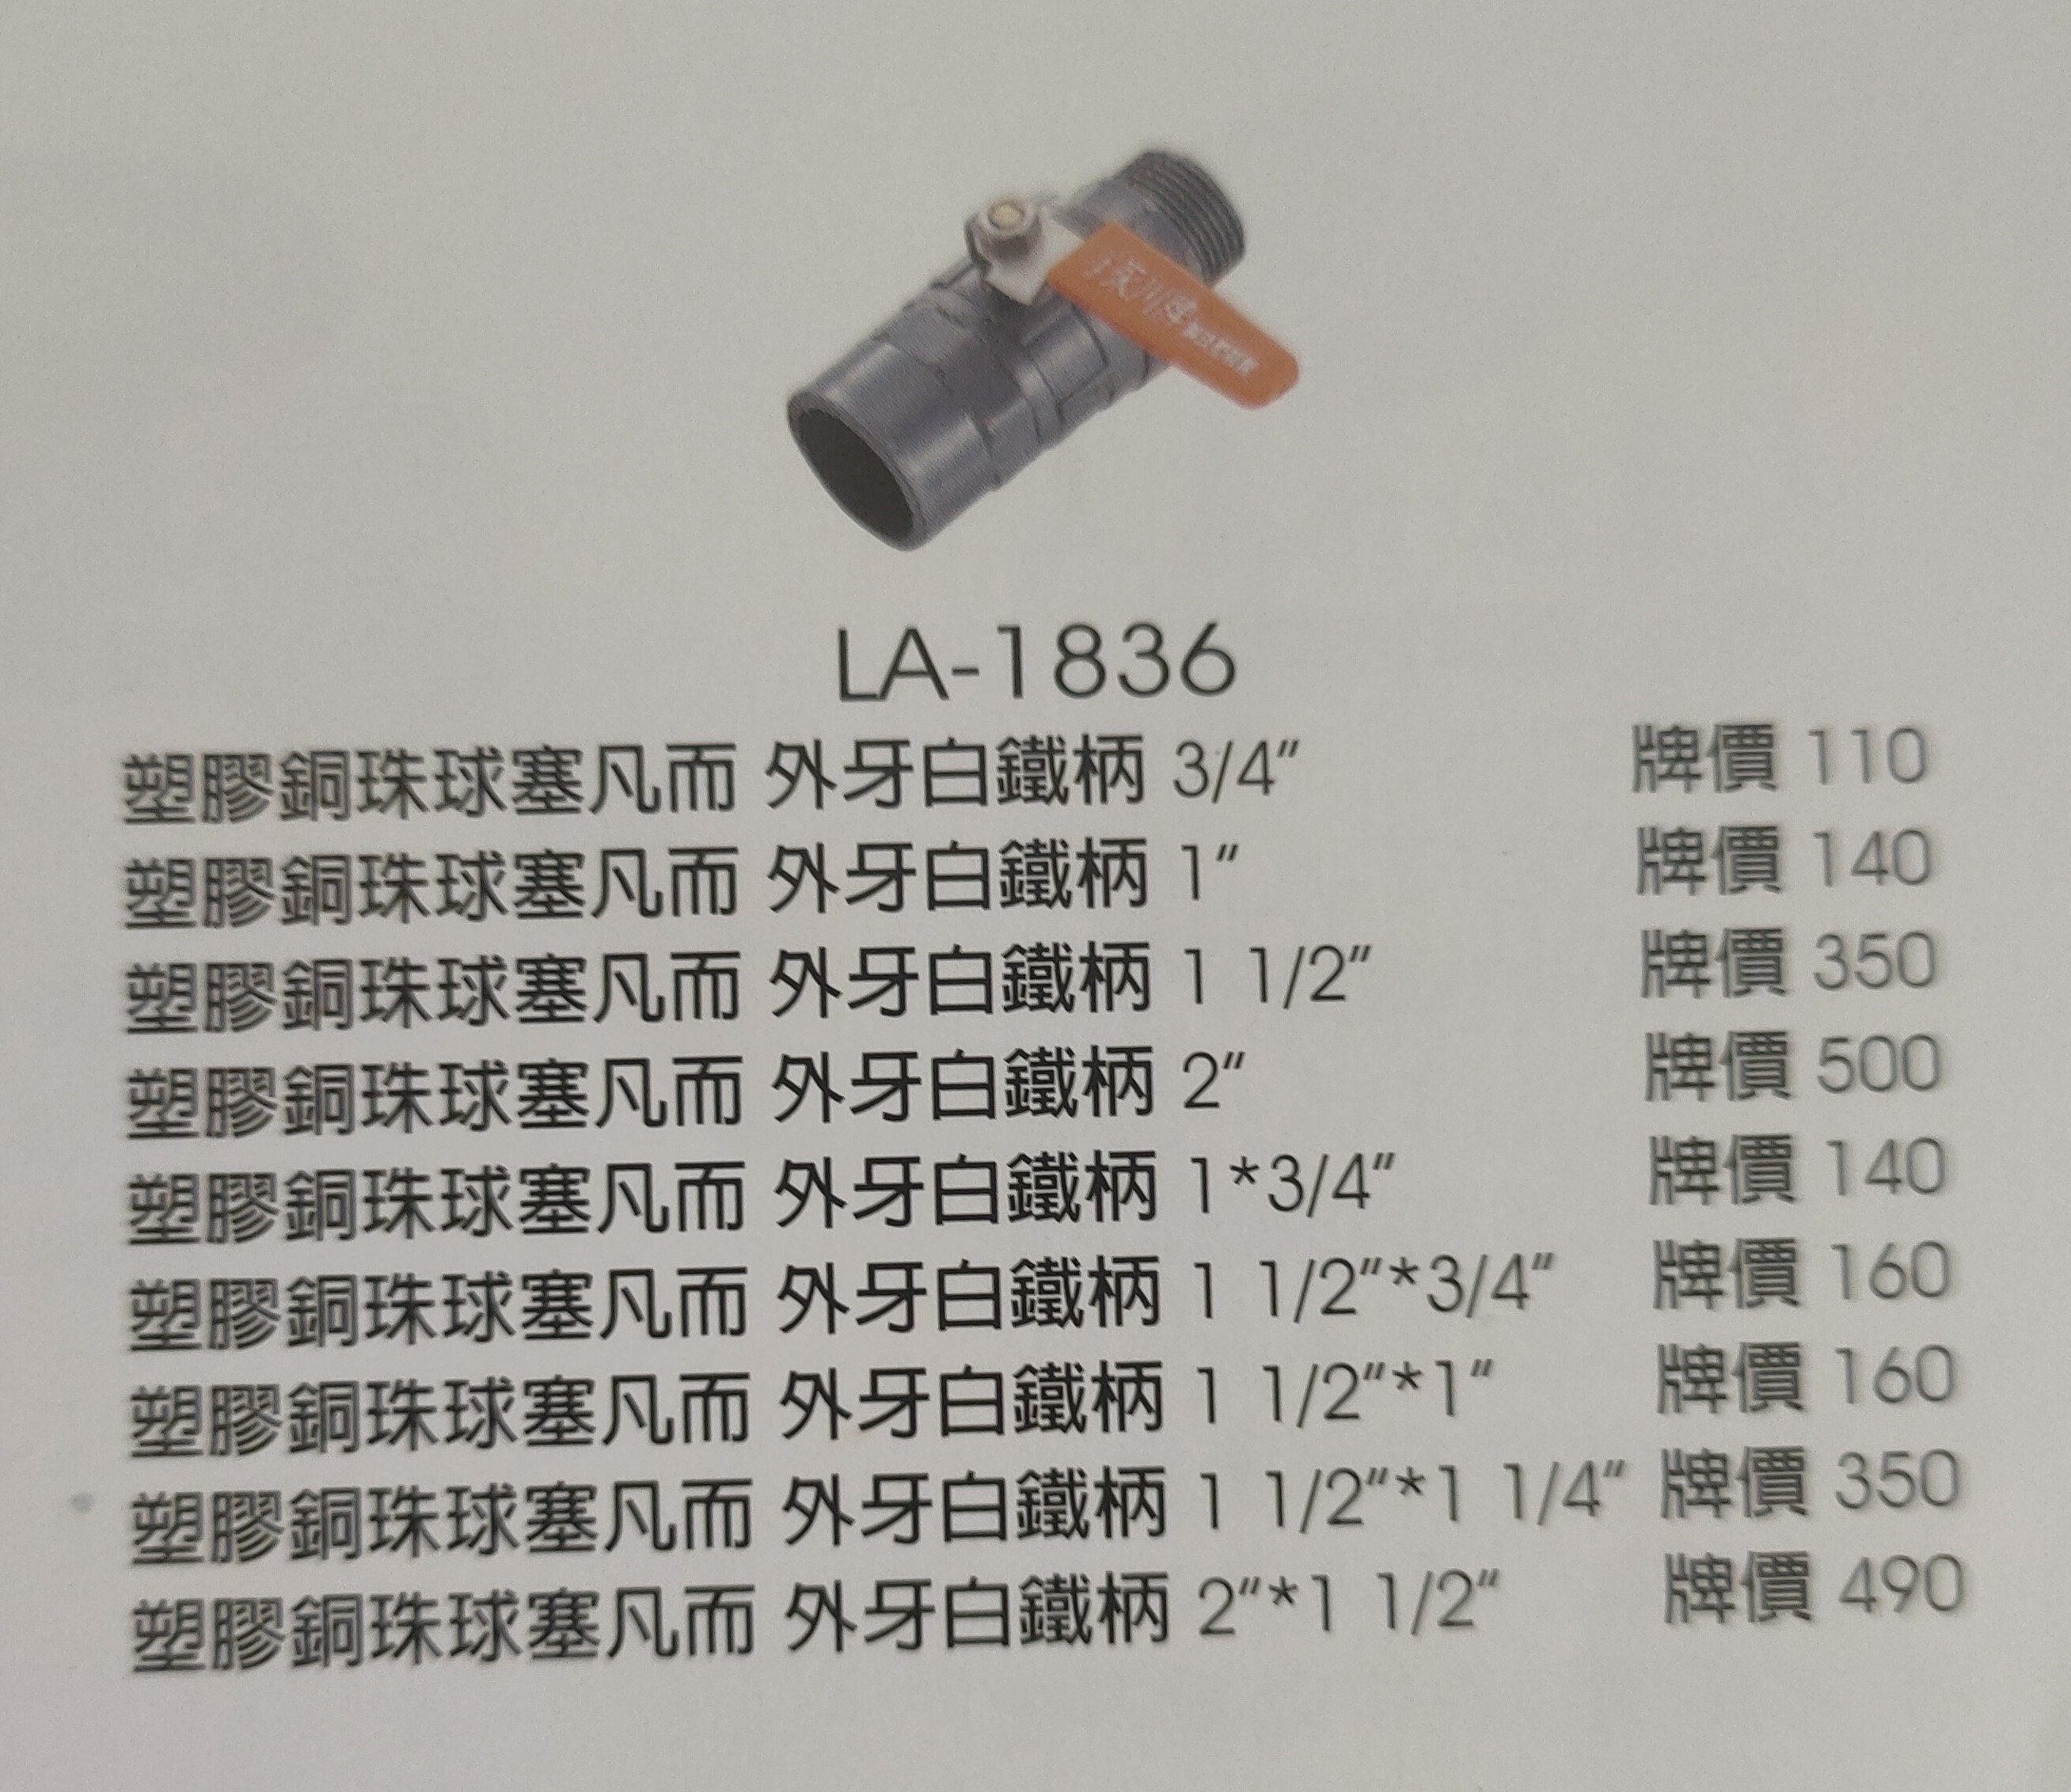 LA-1836
塑膠銅珠球塞凡而 外牙白鐵柄 3/4" 牌價 110
塑膠銅珠球塞凡而 外牙白鐵柄 1" 牌價 140
塑膠銅珠球塞凡而 外牙白鐵柄 1 1/2" 牌價 350
塑膠銅珠球塞凡而 外牙白鐵柄 2" 牌價 500
塑膠銅珠球塞凡而 外牙白鐵柄 1*3/4" 牌價 140
塑膠銅珠球塞凡而 外牙白鐵柄 1 1/2"*3/4" 牌價 160
塑膠銅珠球塞凡而 外牙白鐵柄 1 1/2"*1" 牌價 160
塑膠銅珠球塞凡而 外牙白鐵柄 1 1/2"*1 1/4" 牌價 350
塑膠銅珠球塞凡而 外牙白鐵柄 2"*1 1/2" 牌價 490